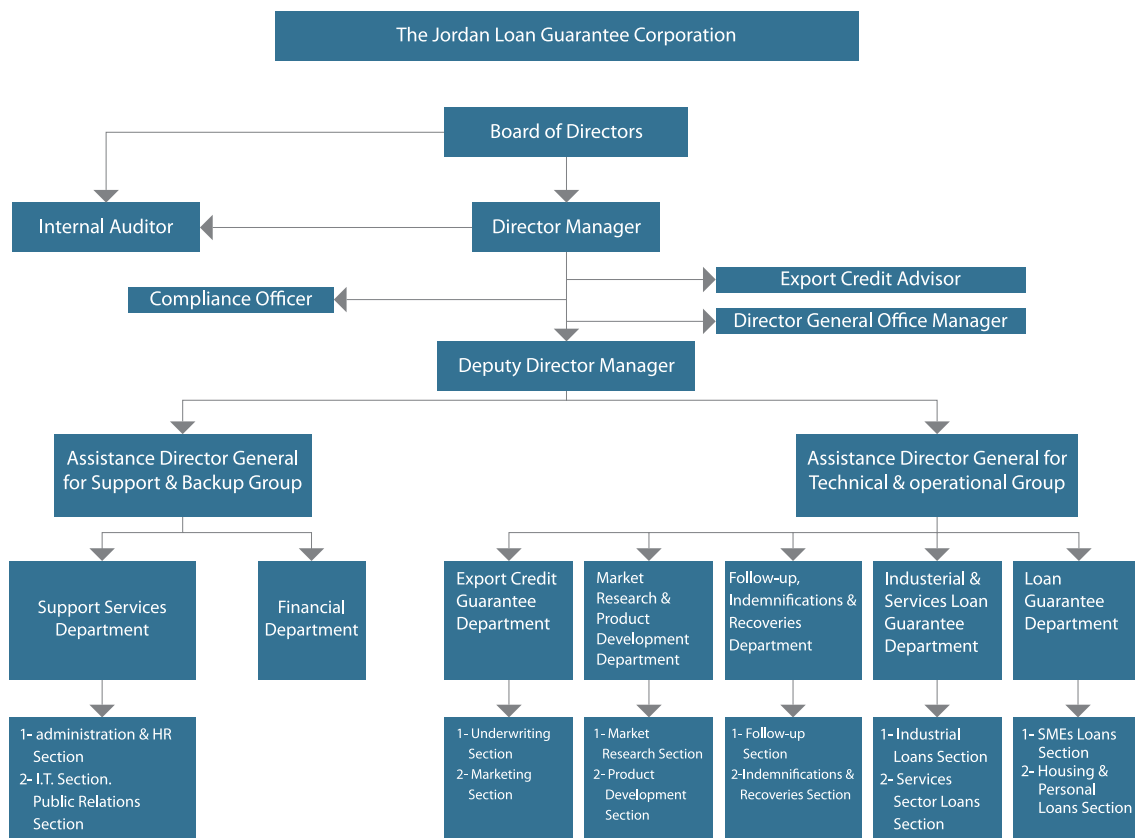 The Jordan Loan Guarantee Corporation
Board of Directors
Internal Auditor
Director Manager
Export Credit Advisor
Compliance Officer
Director General Office Manager
Deputy Director Manager
Assistance Director General
for Support & Backup Group
Assistance Director General for
Technical & operational Group
Support Services
Department
Financial
Department
Export Credit
Guarantee
Department
Market
Research &
Product
Development
Department
Follow-up,
Indemnifications &
Recoveries
Department
Industerial &
Services Loan
Guarantee
Department
Loan
Guarantee
Department
1- administration & HR
Section
2- I.T. Section.
Public Relations
Section
1- Underwriting
Section
2- Marketing
Section
1- Market
Research Section
2- Product
Development
Section
1- Follow-up
Section
2-Indemnifications &
Recoveries Section
1- Industrial
Loans Section
2- Services
Sector Loans
Section
1- SMEs Loans
Section
2- Housing &
Personal
Loans Section